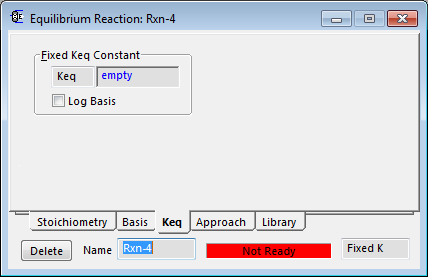 Equilibrium Reaction: Rxn-4
Fixed Keq Constant
Keq empty
Log Basis
Stoichiometry Basis Keq Approach Library
Delete Name Rxn-4 Not Ready Fixed K